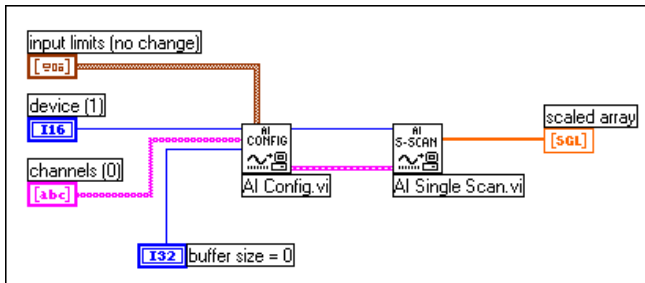 input limits (no change)
device (1)
I16
channels (0)
[abc]
AI
CONFIG
AI Config.vi
AI
S-SCAN
AI Single Scan.vi
scaled array
[SGL]
I32
buffer size = 0